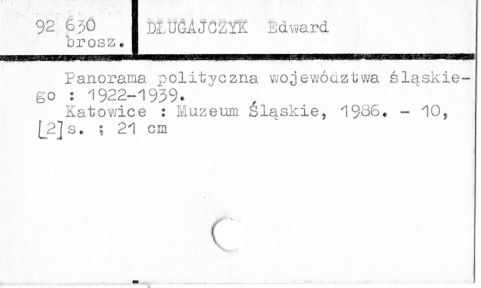 92 630 DŁUGAJCZYK Edward
brosz.
Panorama polityczna województwa śląskie-
go : 1922-1939.
Katowice : Muzeum Śląskie, 1986. - 10,
[2]s. ; 21 cm